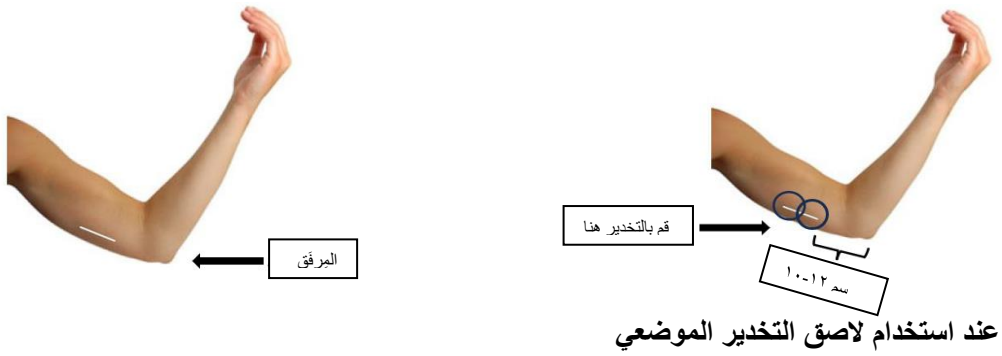 قم بالتخدير هنا
المِرفَق
١٠-١٢ سم
عند استخدام لاصق التخدير الموضعي